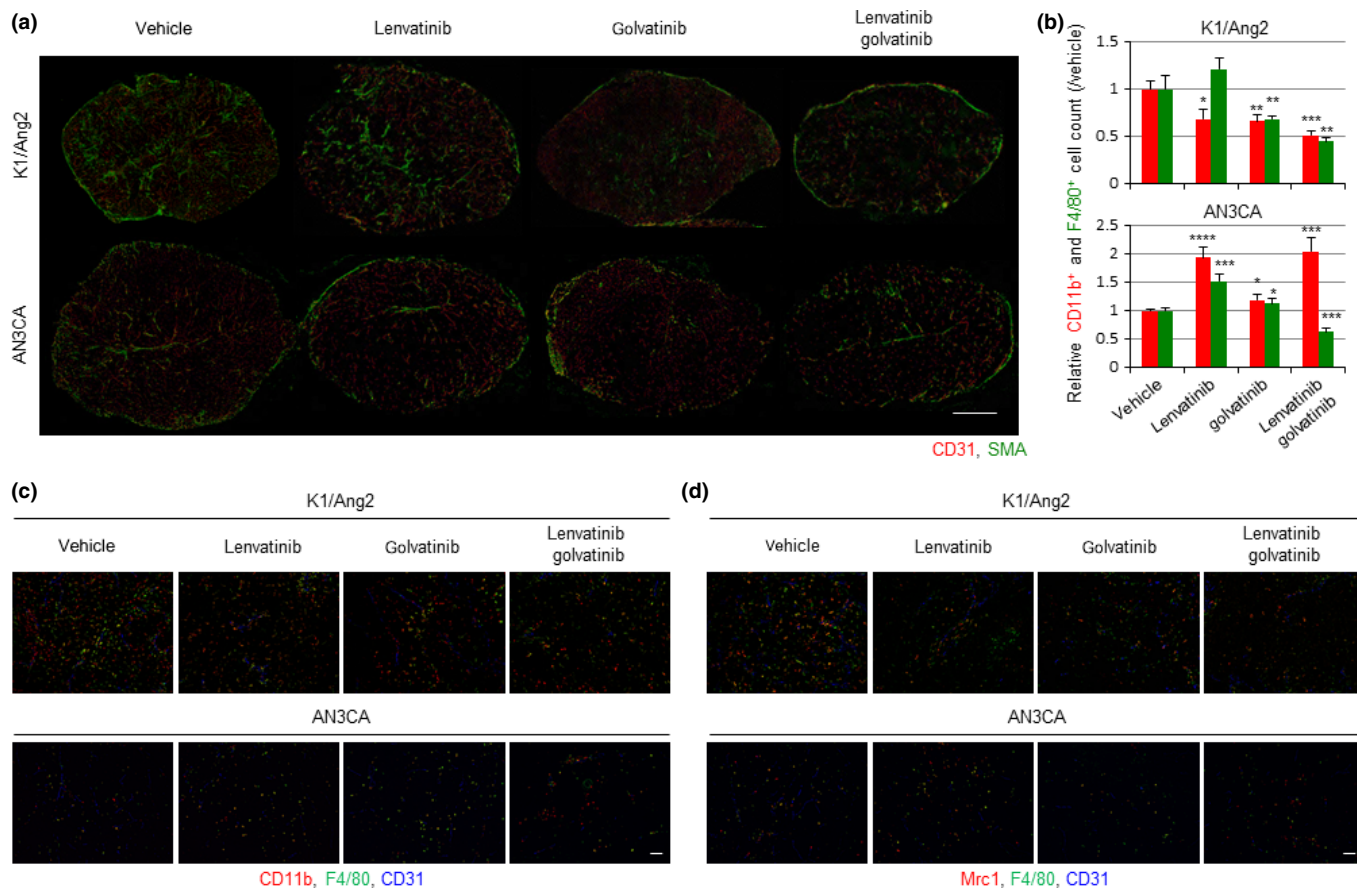 (a)
Vehicle
Lenvatinib
Golvatinib
Lenvatinib
golvatinib
K1/Ang2
AN3CA
CD31, SMA
(b)
K1/Ang2
Relative CD11b⁺ and F4/80⁺ cell count (/vehicle)
1.5
1
0.5
0
*
**
**
***
**
AN3CA
2.5
2
1.5
1
0.5
0
****
***
*
*
***
***
Vehicle
Lenvatinib
golvatinib
Lenvatinib
golvatinib
(c)
K1/Ang2
Vehicle
Lenvatinib
Golvatinib
Lenvatinib
golvatinib
AN3CA
CD11b, F4/80, CD31
(d)
K1/Ang2
Vehicle
Lenvatinib
Golvatinib
Lenvatinib
golvatinib
AN3CA
Mrc1, F4/80, CD31